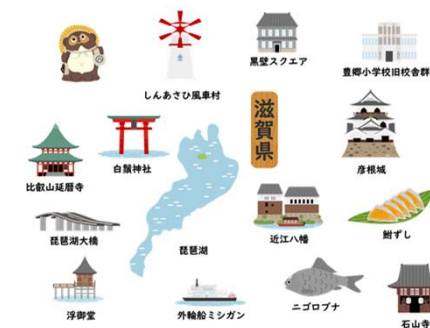 黒壁スクエア
豊郷小学校旧校舎群
しんあさひ風車村
滋賀県
白鬚神社
彦根城
比叡山延暦寺
琵琶湖大橋
琵琶湖
近江八幡
鮒ずし
浮御堂
外輪船ミシガン
ニゴロブナ
石山寺